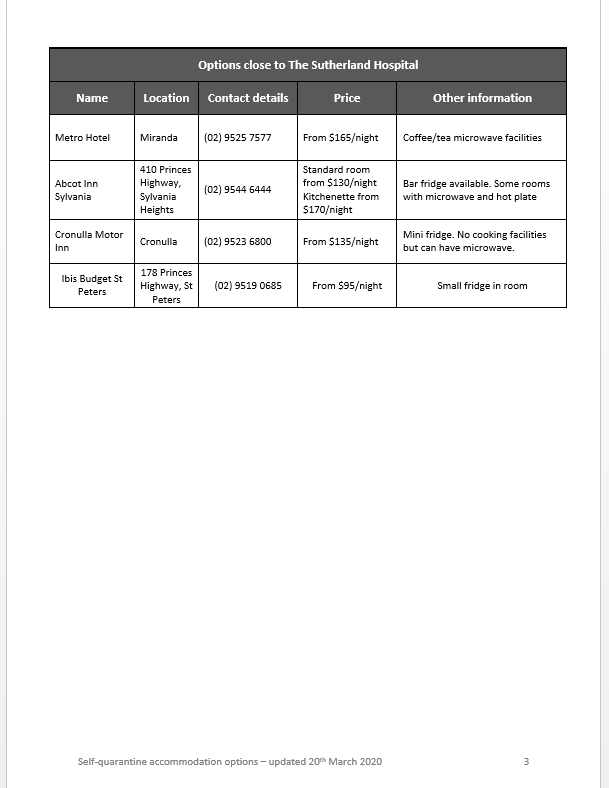 Options close to The Sutherland Hospital
Name Location Contact details Price Other information
Metro Hotel Miranda (02) 9525 7577 From $165/night Coffee/tea microwave facilities
Abcot Inn
Sylvania
410 Princes
Highway,
Sylvania
Heights
(02) 9544 6444
Standard room
from $130/night
Kitchenette from
$170/night
Bar fridge available. Some rooms
with microwave and hot plate
Cronulla Motor
Inn
Cronulla
(02) 9523 6800
From $135/night
Mini fridge. No cooking facilities
but can have microwave.
Ibis Budget St
Peters
178 Princes
Highway, St
Peters
(02) 9519 0685
From $95/night
Small fridge in room
Self-quarantine accommodation options – updated 20th March 2020 3